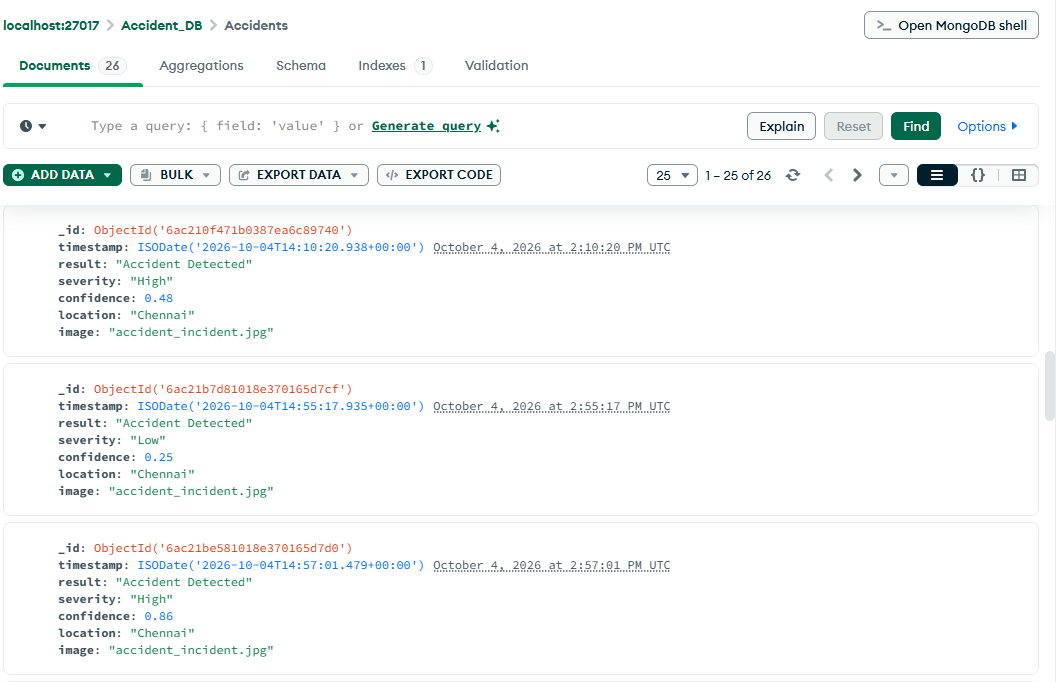 localhost:27017 > Accident_DB > Accidents
>_ Open MongoDB shell
Documents 26 Aggregations Schema Indexes 1 Validation
Type a query: { field: 'value' } or Generate query
Explain Reset Find Options
ADD DATA BULK EXPORT DATA </> EXPORT CODE
25 1 – 25 of 26 {}
_id: ObjectId('6ac210f471b0387ea6c89740')
timestamp: ISODate('2026-10-04T14:10:20.938+00:00') October 4, 2026 at 2:10:20 PM UTC
result: "Accident Detected"
severity: "High"
confidence: 0.48
location: "Chennai"
image: "accident_incident.jpg"
_id: ObjectId('6ac21b7d81018e370165d7cf')
timestamp: ISODate('2026-10-04T14:55:17.935+00:00') October 4, 2026 at 2:55:17 PM UTC
result: "Accident Detected"
severity: "Low"
confidence: 0.25
location: "Chennai"
image: "accident_incident.jpg"
_id: ObjectId('6ac21be581018e370165d7d0')
timestamp: ISODate('2026-10-04T14:57:01.479+00:00') October 4, 2026 at 2:57:01 PM UTC
result: "Accident Detected"
severity: "High"
confidence: 0.86
location: "Chennai"
image: "accident_incident.jpg"